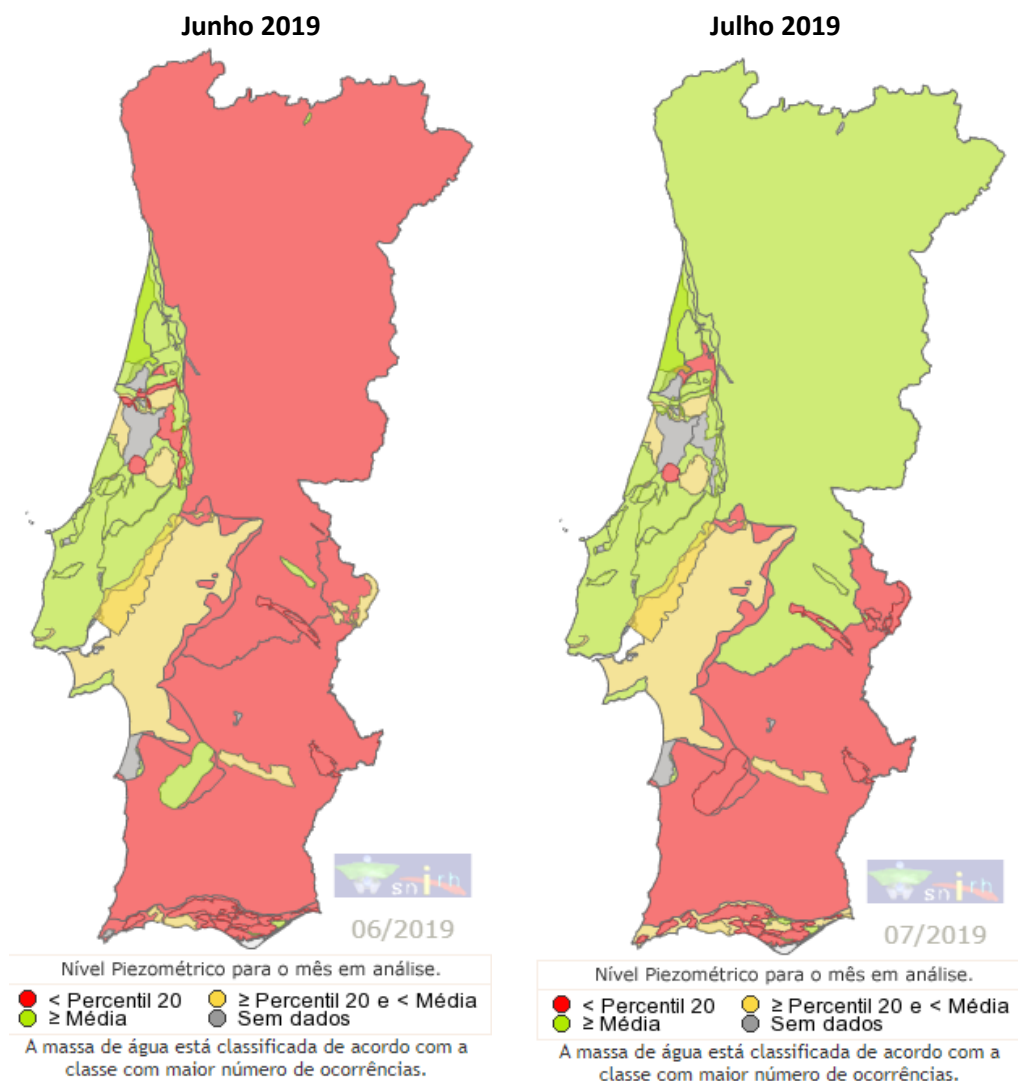 Junho 2019
snirh
06/2019
Nível Piezométrico para o mês em análise.
< Percentil 20 ≥ Percentil 20 e < Média
≥ Média Sem dados
A massa de água está classificada de acordo com a
classe com maior número de ocorrências.
Julho 2019
snirh
07/2019
Nível Piezométrico para o mês em análise.
< Percentil 20 ≥ Percentil 20 e < Média
≥ Média Sem dados
A massa de água está classificada de acordo com a
classe com maior número de ocorrências.